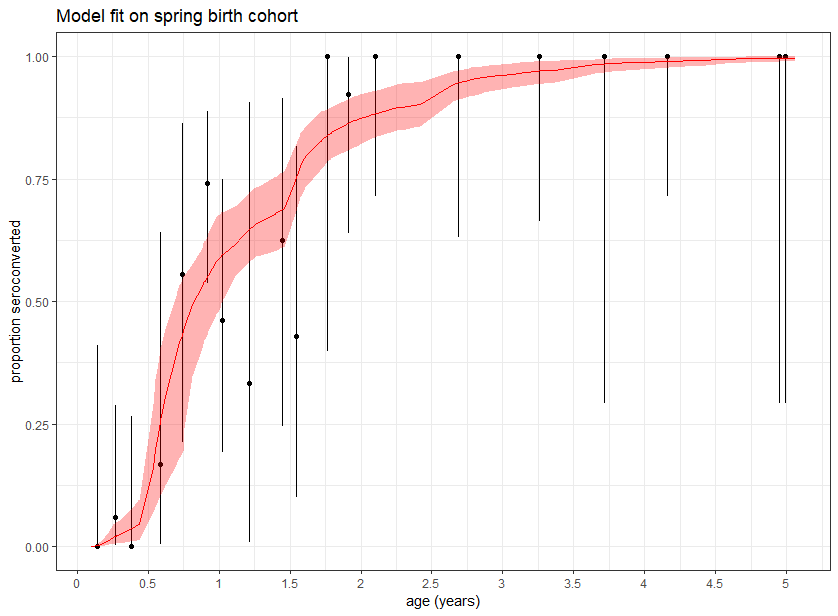 Model fit on spring birth cohort
proportion seroconverted
1.00
0.75
0.50
0.25
0.00
0 0.5 1 1.5 2 2.5 3 3.5 4 4.5 5
age (years)